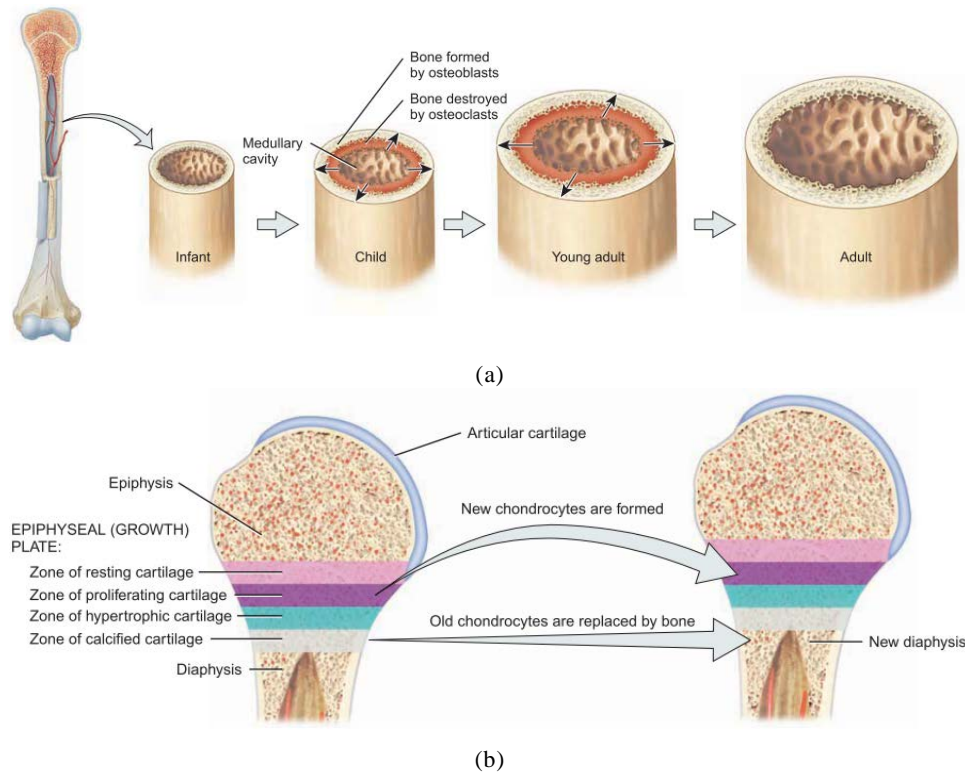 Bone formed
by osteoblasts
Bone destroyed
by osteoclasts
Medullary
cavity
Infant
Child
Young adult
Adult
(a)
Articular cartilage
Epiphysis
New chondrocytes are formed
EPIPHYSEAL (GROWTH)
PLATE:
Zone of resting cartilage
Zone of proliferating cartilage
Zone of hypertrophic cartilage
Zone of calcified cartilage
Old chondrocytes are replaced by bone
New diaphysis
Diaphysis
(b)